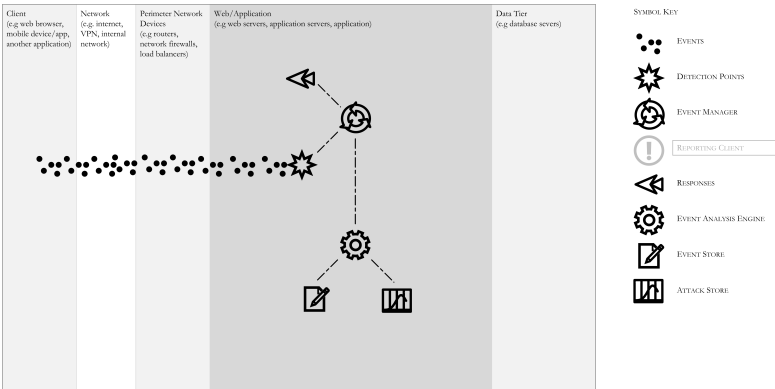 Client
(e.g web browser,
mobile device/app,
another application)
Network
(e.g. internet,
VPN, internal
network)
Perimeter Network
Devices
(e.g routers,
network firewalls,
load balancers)
Web/Application
(e.g web servers, application servers, application)
Data Tier
(e.g database severs)
SYMBOL KEY
EVENTS
DETECTION POINTS
EVENT MANAGER
REPORTING CLIENT
RESPONSES
EVENT ANALYSIS ENGINE
EVENT STORE
ATTACK STORE